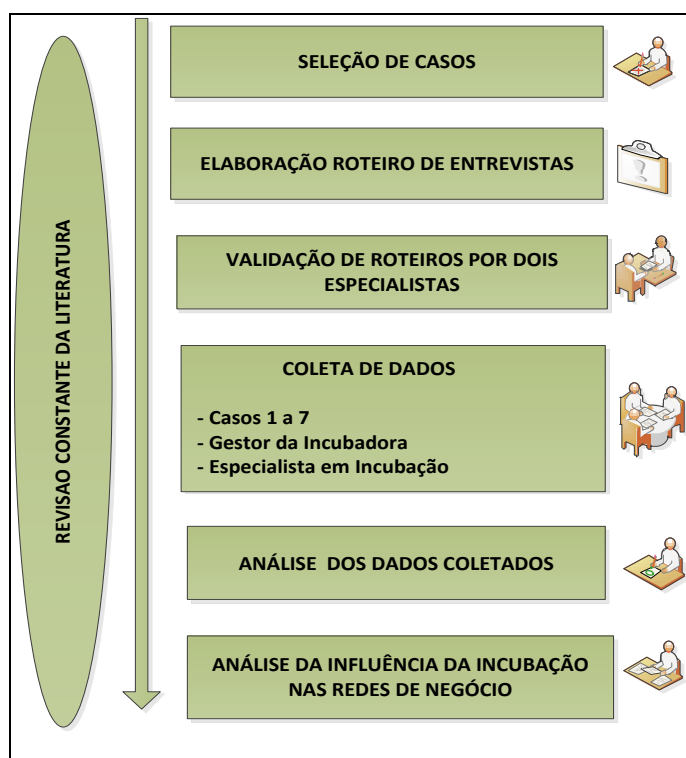 REVISAO CONSTANTE DA LITERATURA
SELEÇÃO DE CASOS
ELABORAÇÃO ROTEIRO DE ENTREVISTAS
VALIDAÇÃO DE ROTEIROS POR DOIS
ESPECIALISTAS
COLETA DE DADOS
- Casos 1 a 7
- Gestor da Incubadora
- Especialista em Incubação
ANÁLISE DOS DADOS COLETADOS
ANÁLISE DA INFLUÊNCIA DA INCUBAÇÃO
NAS REDES DE NEGÓCIO